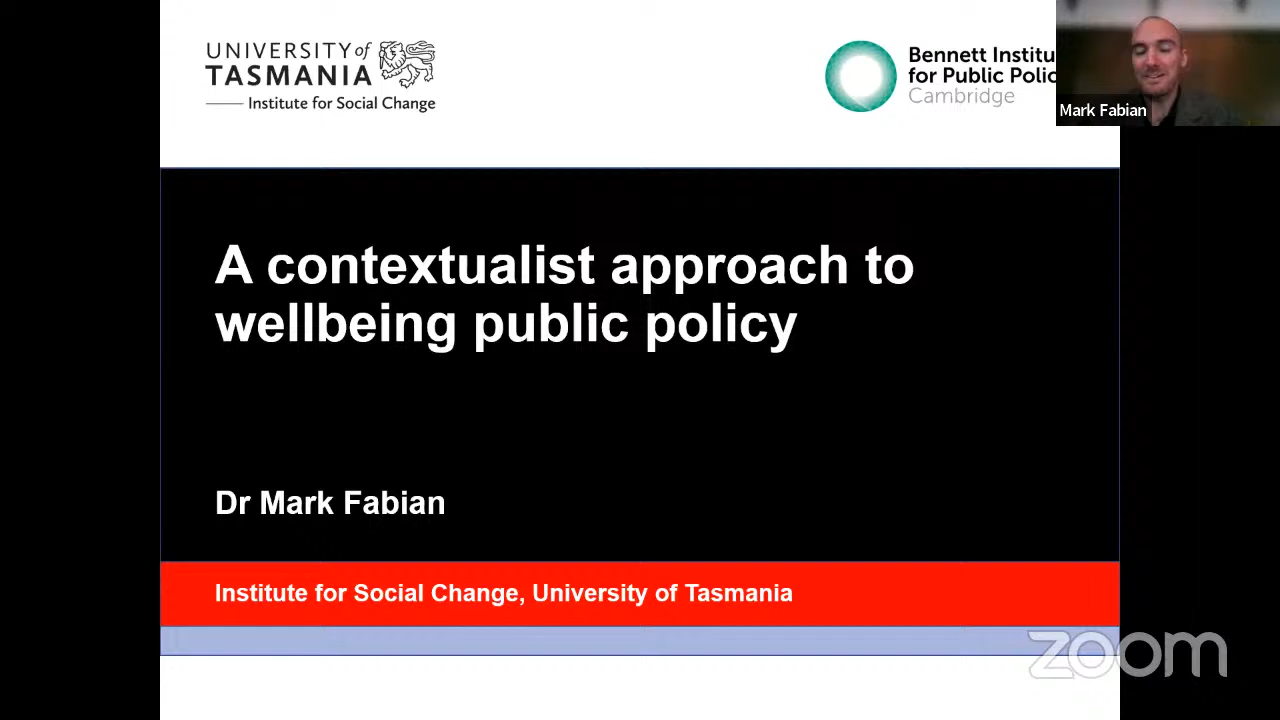 UNIVERSITY of
TASMANIA
Institute for Social Change
Bennett Institu
for Public Polic
Cambridge
Mark Fabian
A contextualist approach to
wellbeing public policy
Dr Mark Fabian
Institute for Social Change, University of Tasmania
zoom